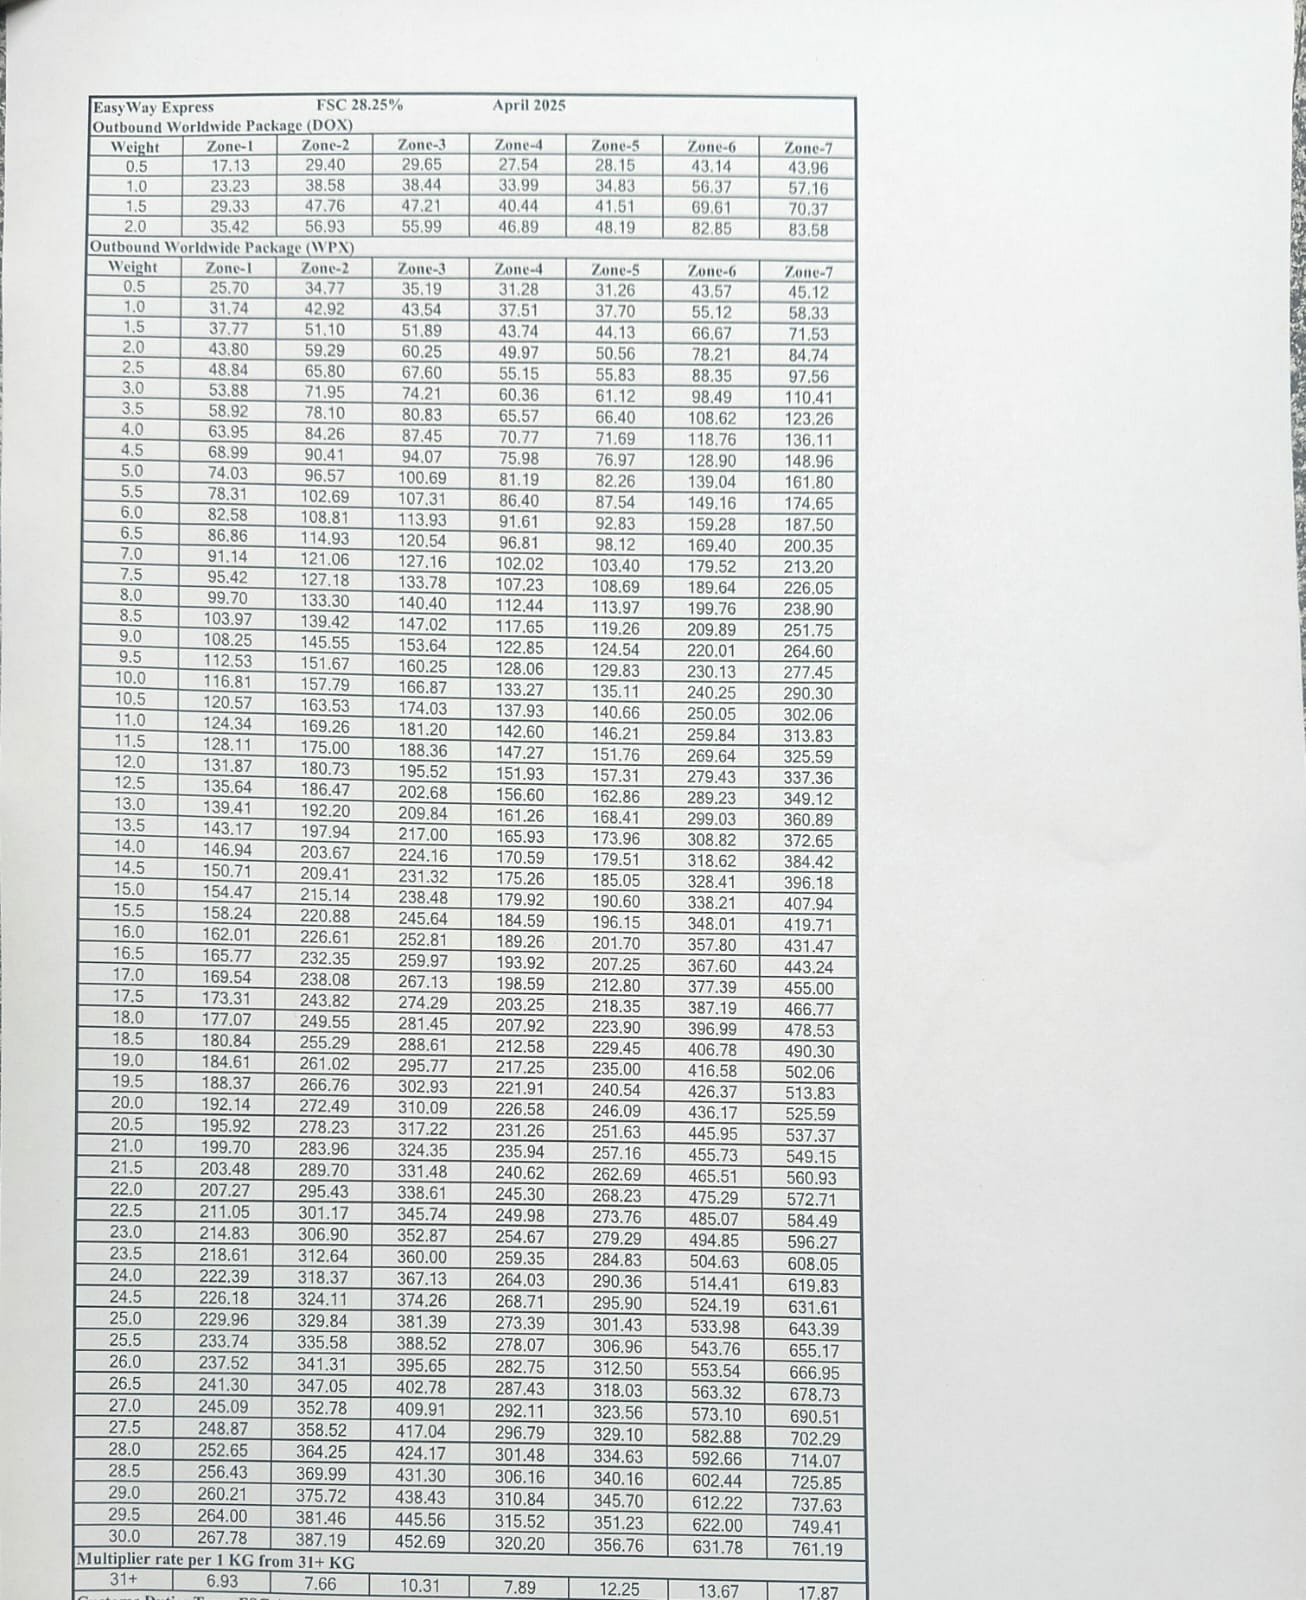 EasyWay Express FSC 28.25% April 2025
Outbound Worldwide Package (DOX)
Weight Zone-1 Zone-2 Zone-3 Zone-4 Zone-5 Zone-6 Zone-7
0.5 17.13 29.40 29.65 27.54 28.15 43.14 43.96
1.0 23.23 38.58 38.44 33.99 34.83 56.37 57.16
1.5 29.33 47.76 47.21 40.44 41.51 69.61 70.37
2.0 35.42 56.93 55.99 46.89 48.19 82.85 83.58
Outbound Worldwide Package (WPX)
Weight Zone-1 Zone-2 Zone-3 Zone-4 Zone-5 Zone-6 Zone-7
0.5 25.70 34.77 35.19 31.28 31.26 43.57 45.12
1.0 31.74 42.92 43.54 37.51 37.70 55.12 58.33
1.5 37.77 51.10 51.89 43.74 44.13 66.67 71.53
2.0 43.80 59.29 60.25 49.97 50.56 78.21 84.74
2.5 48.84 65.80 67.60 55.15 55.83 88.35 97.56
3.0 53.88 71.95 74.21 60.36 61.12 98.49 110.41
3.5 58.92 78.10 80.83 65.57 66.40 108.62 123.26
4.0 63.95 84.26 87.45 70.77 71.69 118.76 136.11
4.5 68.99 90.41 94.07 75.98 76.97 128.90 148.96
5.0 74.03 96.57 100.69 81.19 82.26 139.04 161.80
5.5 78.31 102.69 107.31 86.40 87.54 149.16 174.65
6.0 82.58 108.81 113.93 91.61 92.83 159.28 187.50
6.5 86.86 114.93 120.54 96.81 98.12 169.40 200.35
7.0 91.14 121.06 127.16 102.02 103.40 179.52 213.20
7.5 95.42 127.18 133.78 107.23 108.69 189.64 226.05
8.0 99.70 133.30 140.40 112.44 113.97 199.76 238.90
8.5 103.97 139.42 147.02 117.65 119.26 209.89 251.75
9.0 108.25 145.55 153.64 122.85 124.54 220.01 264.60
9.5 112.53 151.67 160.25 128.06 129.83 230.13 277.45
10.0 116.81 157.79 166.87 133.27 135.11 240.25 290.30
10.5 120.57 163.53 174.03 137.93 140.66 250.05 302.06
11.0 124.34 169.26 181.20 142.60 146.21 259.84 313.83
11.5 128.11 175.00 188.36 147.27 151.76 269.64 325.59
12.0 131.87 180.73 195.52 151.93 157.31 279.43 337.36
12.5 135.64 186.47 202.68 156.60 162.86 289.23 349.12
13.0 139.41 192.20 209.84 161.26 168.41 299.03 360.89
13.5 143.17 197.94 217.00 165.93 173.96 308.82 372.65
14.0 146.94 203.67 224.16 170.59 179.51 318.62 384.42
14.5 150.71 209.41 231.32 175.26 185.05 328.41 396.18
15.0 154.47 215.14 238.48 179.92 190.60 338.21 407.94
15.5 158.24 220.88 245.64 184.59 196.15 348.01 419.71
16.0 162.01 226.61 252.81 189.26 201.70 357.80 431.47
16.5 165.77 232.35 259.97 193.92 207.25 367.60 443.24
17.0 169.54 238.08 267.13 198.59 212.80 377.39 455.00
17.5 173.31 243.82 274.29 203.25 218.35 387.19 466.77
18.0 177.07 249.55 281.45 207.92 223.90 396.99 478.53
18.5 180.84 255.29 288.61 212.58 229.45 406.78 490.30
19.0 184.61 261.02 295.77 217.25 235.00 416.58 502.06
19.5 188.37 266.76 302.93 221.91 240.54 426.37 513.83
20.0 192.14 272.49 310.09 226.58 246.09 436.17 525.59
20.5 195.92 278.23 317.22 231.26 251.63 445.95 537.37
21.0 199.70 283.96 324.35 235.94 257.16 455.73 549.15
21.5 203.48 289.70 331.48 240.62 262.69 465.51 560.93
22.0 207.27 295.43 338.61 245.30 268.23 475.29 572.71
22.5 211.05 301.17 345.74 249.98 273.76 485.07 584.49
23.0 214.83 306.90 352.87 254.67 279.29 494.85 596.27
23.5 218.61 312.64 360.00 259.35 284.83 504.63 608.05
24.0 222.39 318.37 367.13 264.03 290.36 514.41 619.83
24.5 226.18 324.11 374.26 268.71 295.90 524.19 631.61
25.0 229.96 329.84 381.39 273.39 301.43 533.98 643.39
25.5 233.74 335.58 388.52 278.07 306.96 543.76 655.17
26.0 237.52 341.31 395.65 282.75 312.50 553.54 666.95
26.5 241.30 347.05 402.78 287.43 318.03 563.32 678.73
27.0 245.09 352.78 409.91 292.11 323.56 573.10 690.51
27.5 248.87 358.52 417.04 296.79 329.10 582.88 702.29
28.0 252.65 364.25 424.17 301.48 334.63 592.66 714.07
28.5 256.43 369.99 431.30 306.16 340.16 602.44 725.85
29.0 260.21 375.72 438.43 310.84 345.70 612.22 737.63
29.5 264.00 381.46 445.56 315.52 351.23 622.00 749.41
30.0 267.78 387.19 452.69 320.20 356.76 631.78 761.19
Multiplier rate per 1 KG from 31+ KG
31+ 6.93 7.66 10.31 7.89 12.25 13.67 17.87